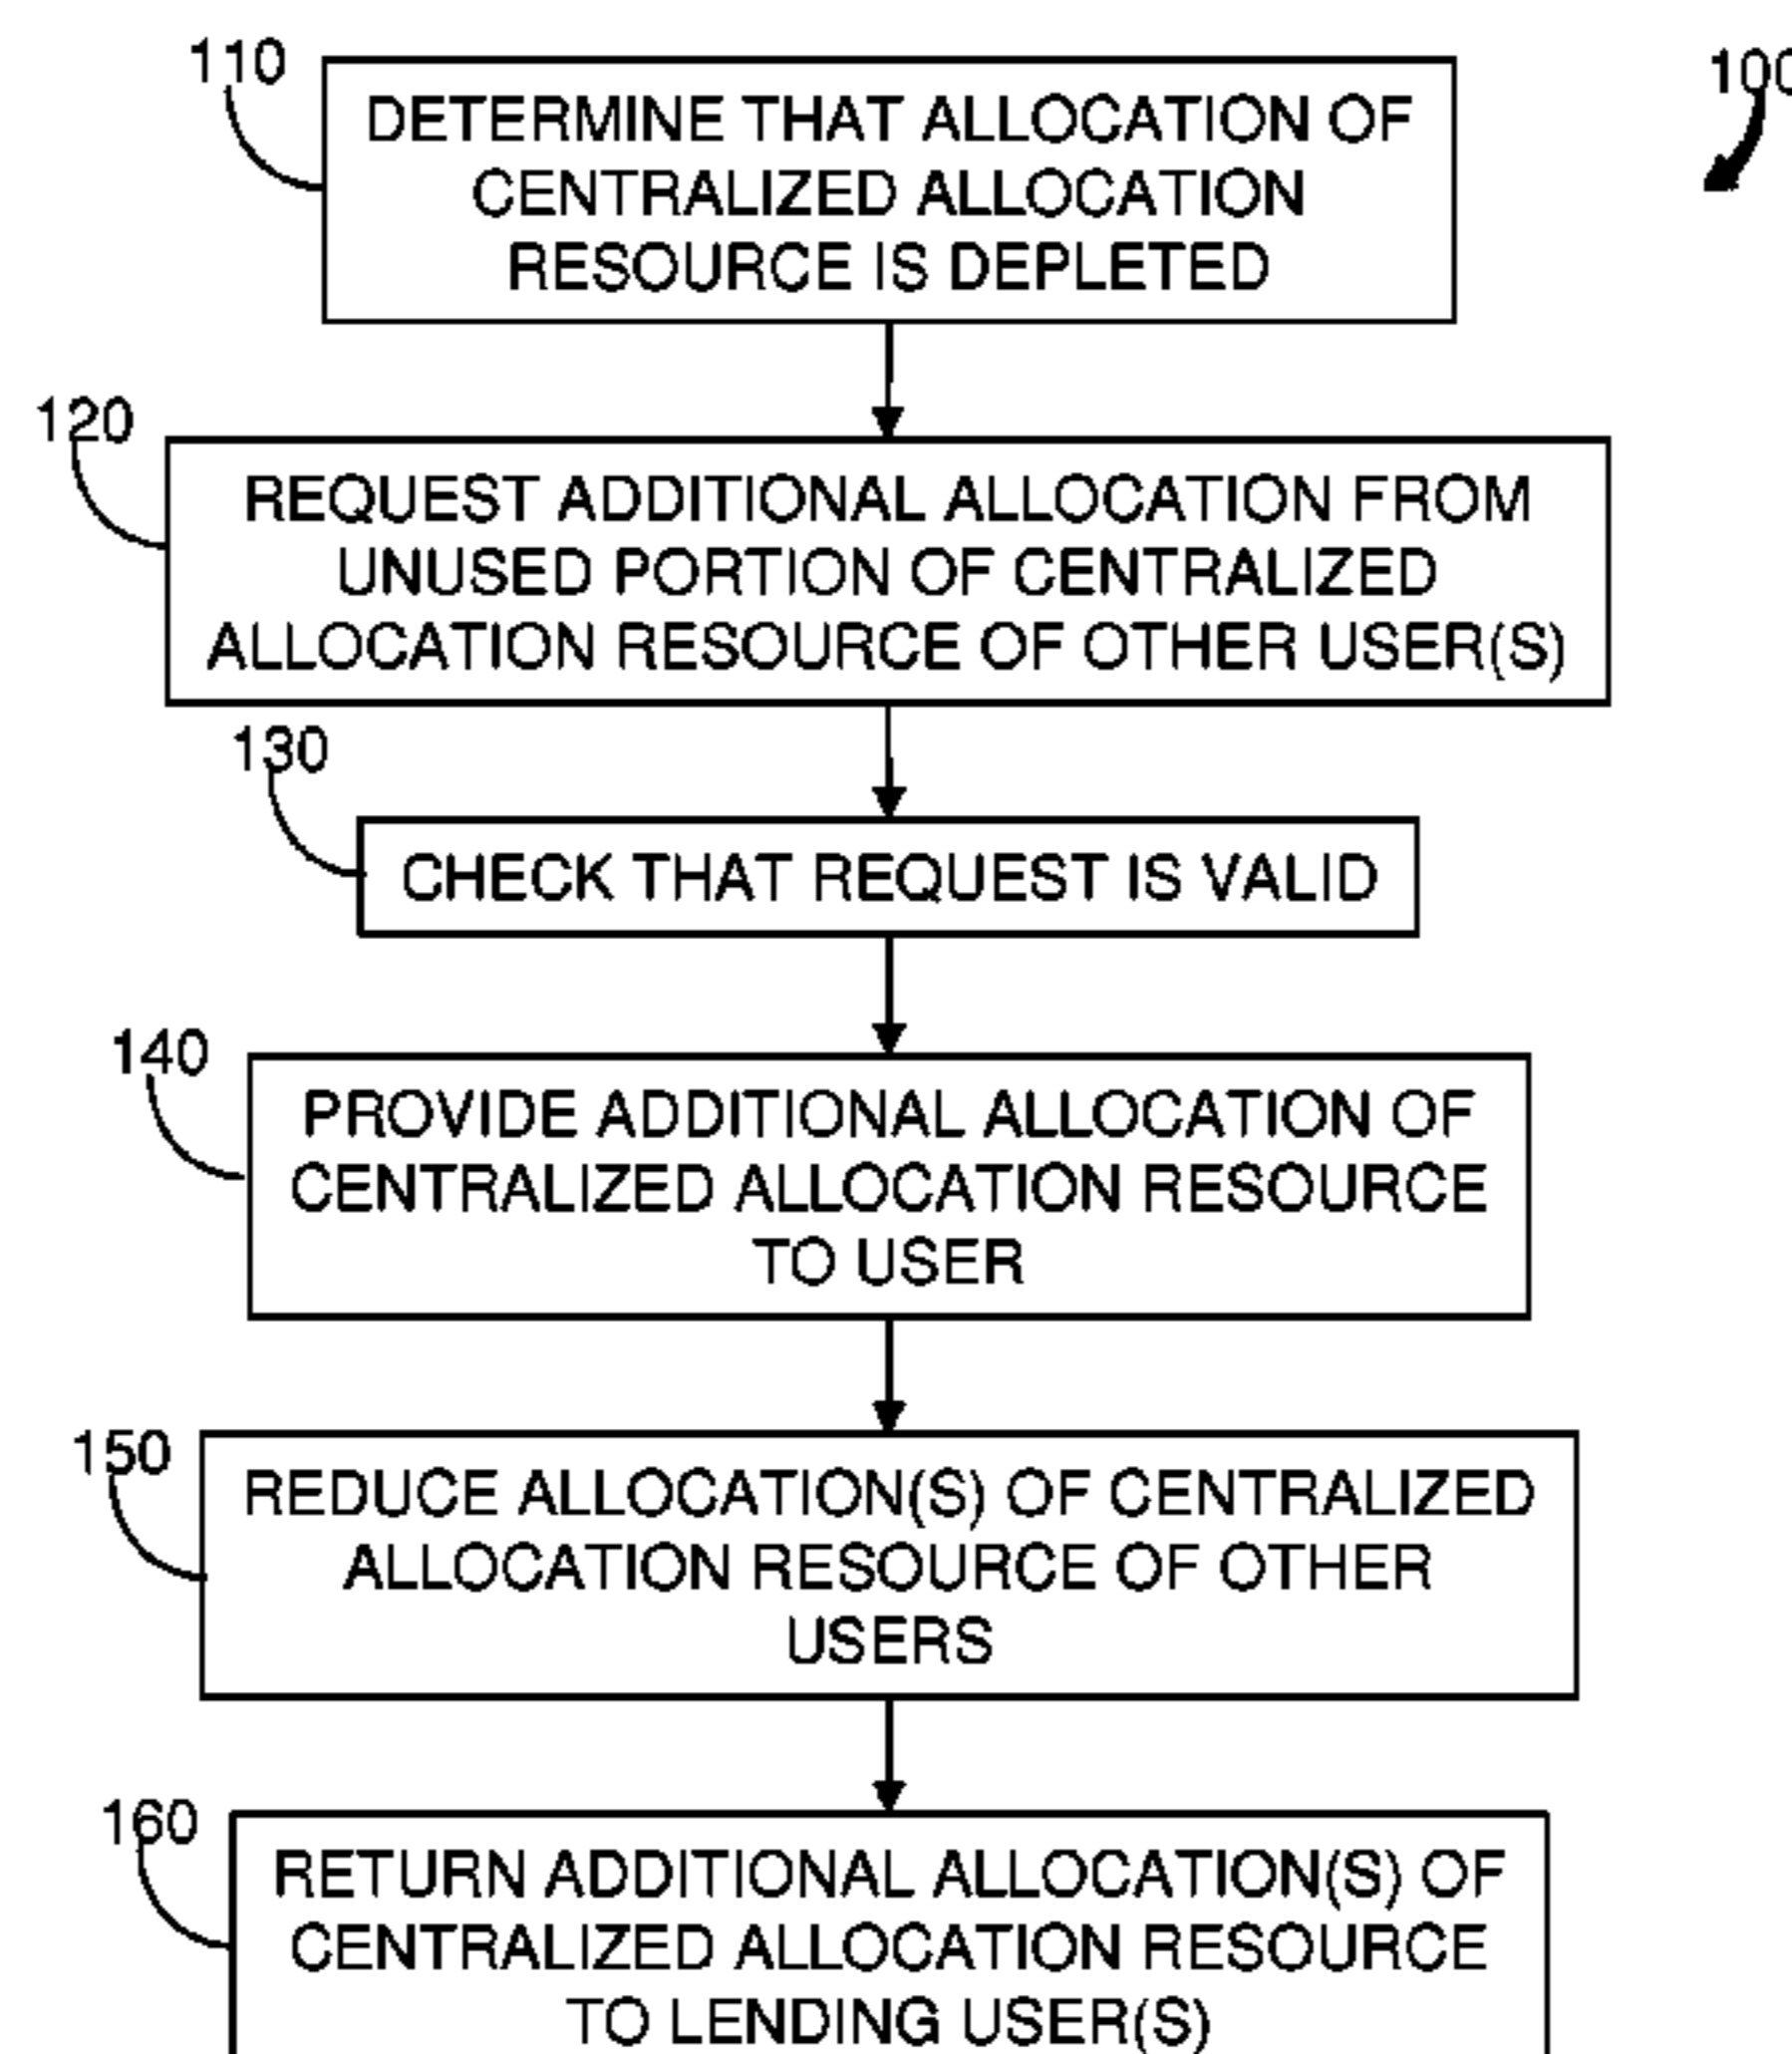 110
100
DETERMINE THAT ALLOCATION OF
CENTRALIZED ALLOCATION
RESOURCE IS DEPLETED
120
REQUEST ADDITIONAL ALLOCATION FROM
UNUSED PORTION OF CENTRALIZED
ALLOCATION RESOURCE OF OTHER USER(S)
130
CHECK THAT REQUEST IS VALID
140
PROVIDE ADDITIONAL ALLOCATION OF
CENTRALIZED ALLOCATION RESOURCE
TO USER
150
REDUCE ALLOCATION(S) OF CENTRALIZED
ALLOCATION RESOURCE OF OTHER
USERS
160
RETURN ADDITIONAL ALLOCATION(S) OF
CENTRALIZED ALLOCATION RESOURCE
TO LENDING USER(S)